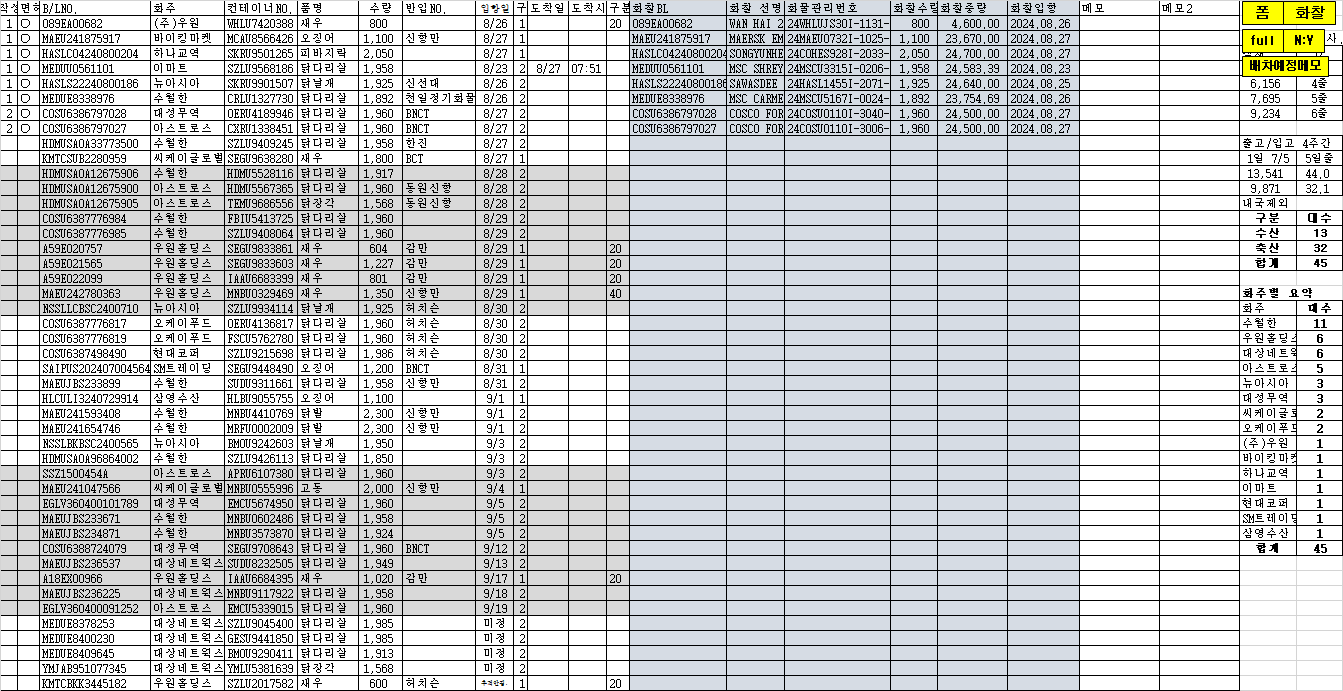 작성 면허 B/LNO. 화주 컨테이너NO. 품명 수량 반입NO. 입항일 구 도착일 도착시 구분 화찰BL 화찰 선명 화물관리번호 화찰수량 화찰중량 화찰입항 메모 메모2 폼 화찰
1 ○ 089EA00682 (주)우원 WHLU7420388 새우 800 8/26 1 20 089EA00682 WAN HAI 2 24WHLUJS30I-1131- 800 4,600.00 2024.08.26
1 ○ MAEU241875917 바이킹마켓 MCAU8566426 오징어 1,100 신항만 8/27 1 MAEU241875917 MAERSK EM 24MAEU0732I-1025- 1,100 23,670.00 2024.08.27 full N:Y
1 ○ HASLC04240800204 하나교역 SKRU9501265 피바지락 2,050 8/27 1 HASLC04240800204 SONGYUNHE 24COHES928I-2033- 2,050 24,700.00 2024.08.27
1 ○ MEDUU0561101 이마트 SZLU9568186 닭다리살 1,958 8/23 2 8/27 07:51 MEDUU0561101 MSC SHREY 24MSCU3315I-0206- 1,958 24,583.39 2024.08.23 배차예정메모
1 ○ HASLS22240800186 뉴아시아 SKRU9901507 닭날개 1,925 신선대 8/26 2 HASLS22240800186 SAWASDEE 24HASL1455I-2071- 1,925 24,640.00 2024.08.25 6,156 4줄
1 ○ MEDUE8338976 수월한 CRLU1327730 닭다리살 1,892 천일정기화물 8/26 2 MEDUE8338976 MSC CARME 24MSCU5167I-0024- 1,892 23,754.69 2024.08.26 7,695 5줄
2 ○ COSU6386797028 대성무역 OERU4189946 닭다리살 1,960 BNCT 8/27 2 COSU6386797028 COSCO FOR 24COSU0110I-3040- 1,960 24,500.00 2024.08.27 9,234 6줄
2 ○ COSU6386797027 아스트로스 CXRU1338451 닭다리살 1,960 BNCT 8/27 2 COSU6386797027 COSCO FOR 24COSU0110I-3006- 1,960 24,500.00 2024.08.27
HDMUSAOA33773500 수월한 SZLU9409245 닭다리살 1,958 한진 8/27 2 출고/입고 4주간
KMTCSUB2280959 씨케이글로벌 SEGU9638280 새우 1,800 BCT 8/27 1 1일 7/5 5일출
HDMUSAOA12675906 수월한 HDMU5528116 닭다리살 1,917 8/28 2 13,541 44.0
HDMUSAOA12675900 아스트로스 HDMU5567365 닭다리살 1,960 동원신항 8/28 2 9,871 32.1
HDMUSAOA12675905 아스트로스 TEMU9686556 닭장각 1,568 동원신항 8/28 2 내국제외
COSU6387776984 수월한 FBIU5413725 닭다리살 1,960 8/29 2 구분 대수
COSU6387776985 수월한 SZLU9408064 닭다리살 1,960 8/29 2 수산 13
A59E020757 우원홀딩스 SEGU9833861 새우 604 감만 8/29 1 20 축산 32
A59E021565 우원홀딩스 SEGU9833603 새우 1,227 감만 8/29 1 20 합계 45
A59E022099 우원홀딩스 IAAU6683399 새우 801 감만 8/29 1 20
MAEU242780363 우원홀딩스 MNBU0329469 새우 1,350 신항만 8/29 1 40 화주별 요약
NSSLLCBSC2400710 뉴아시아 SZLU9934114 닭날개 1,925 허치슨 8/30 2 화주 대수
COSU6387776817 오케이푸드 OERU4136817 닭다리살 1,960 허치슨 8/30 2 수월한 11
COSU6387776819 오케이푸드 FSCU5762780 닭다리살 1,960 허치슨 8/30 2 우원홀딩스 6
COSU6387498490 현대코퍼 SZLU9215698 닭다리살 1,986 허치슨 8/30 2 대상네트웍 6
SAIPUS202407004564 SM트레이딩 SEGU9448490 오징어 1,200 BNCT 8/31 1 아스트로스 5
MAEUJBS233899 수월한 SUDU9311661 닭다리살 1,958 신항만 8/31 2 뉴아시아 3
HLCULI3240729914 삼영수산 HLBU9055755 오징어 1,100 9/1 1 대성무역 3
MAEU241593408 수월한 MNBU4410769 닭발 2,300 신항만 9/1 2 씨케이글로 2
MAEU241654746 수월한 MRFU0002009 닭발 2,300 신항만 9/1 2 오케이푸드 2
NSSLBKBSC2400565 뉴아시아 BMOU9242603 닭날개 1,950 9/3 2 (주)우원 1
HDMUSAOA96864002 수월한 SZLU9426113 닭다리살 1,850 9/3 2 바이킹마켓 1
SSZ1500454A 아스트로스 APRU6107380 닭다리살 1,960 9/3 2 하나교역 1
MAEU241047566 씨케이글로벌 MNBU0555996 고등 2,000 신항만 9/4 1 이마트 1
EGLV360400101789 대성무역 EMCU5674950 닭다리살 1,960 9/5 2 현대코퍼 1
MAEUJBS233671 수월한 MNBU0602486 닭다리살 1,958 9/5 2 SM트레이딩 1
MAEUJBS234871 수월한 MNBU3573870 닭다리살 1,924 9/5 2 삼영수산 1
COSU6388724079 대성무역 SEGU9708643 닭다리살 1,960 BNCT 9/12 2 합계 45
MAEUJBS236537 대상네트웍스 SUDU8232505 닭다리살 1,949 9/13 2
A18EX00966 우원홀딩스 IAAU6684395 새우 1,020 감만 9/17 1 20
MAEUJBS236225 대상네트웍스 MNBU9117922 닭다리살 1,958 9/18 2
EGLV360400091252 아스트로스 EMCU5339015 닭다리살 1,960 9/19 2
MEDUE8378253 대상네트웍스 SZLU9045400 닭다리살 1,985 미정 2
MEDUE8400230 대상네트웍스 GESU9441850 닭다리살 1,985 미정 2
MEDUE8409645 대상네트웍스 BMOU9290411 닭다리살 1,913 미정 2
YMJAB951077345 대상네트웍스 YMLU5381639 닭장각 1,568 미정 2
KMTCBKK3445182 우원홀딩스 SZLU2017582 새우 600 허치슨 1 20